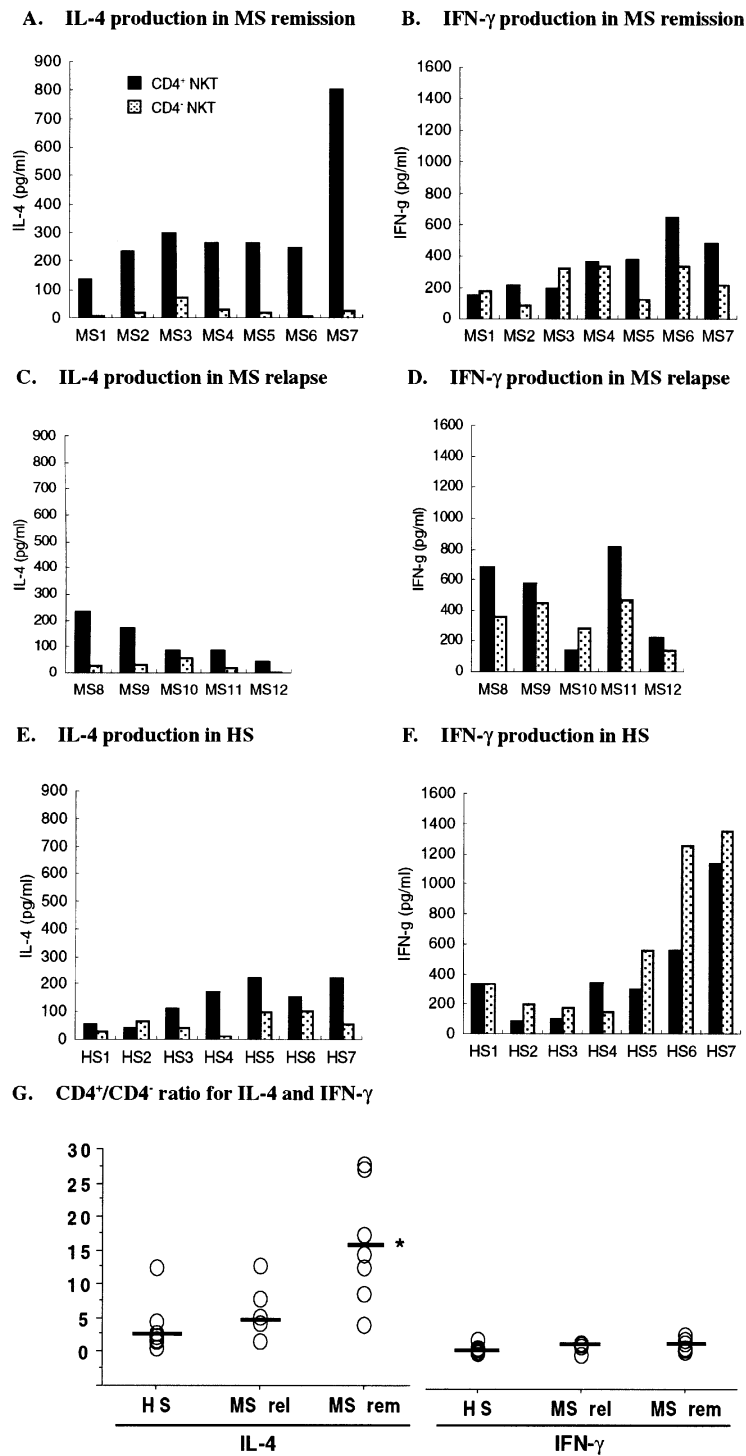 A. IL-4 production in MS remission
B. IFN-γ production in MS remission
IL-4 (pg/ml)
900
800
700
600
500
400
300
200
100
0
CD4⁺ NKT
CD4⁻ NKT
MS1 MS2 MS3 MS4 MS5 MS6 MS7
IFN-g (pg/ml)
1600
1400
1200
1000
800
600
400
200
0
MS1 MS2 MS3 MS4 MS5 MS6 MS7
C. IL-4 production in MS relapse
D. IFN-γ production in MS relapse
IL-4 (pg/ml)
900
800
700
600
500
400
300
200
100
0
MS8 MS9 MS10 MS11 MS12
IFN-g (pg/ml)
1600
1400
1200
1000
800
600
400
200
0
MS8 MS9 MS10 MS11 MS12
E. IL-4 production in HS
F. IFN-γ production in HS
IL-4 (pg/ml)
900
800
700
600
500
400
300
200
100
0
HS1 HS2 HS3 HS4 HS5 HS6 HS7
IFN-g (pg/ml)
1600
1400
1200
1000
800
600
400
200
0
HS1 HS2 HS3 HS4 HS5 HS6 HS7
G. CD4⁺/CD4⁻ ratio for IL-4 and IFN-γ
30
25
20
15
10
5
0
*
HS MS rel MS rem
IL-4
HS MS rel MS rem
IFN-γ